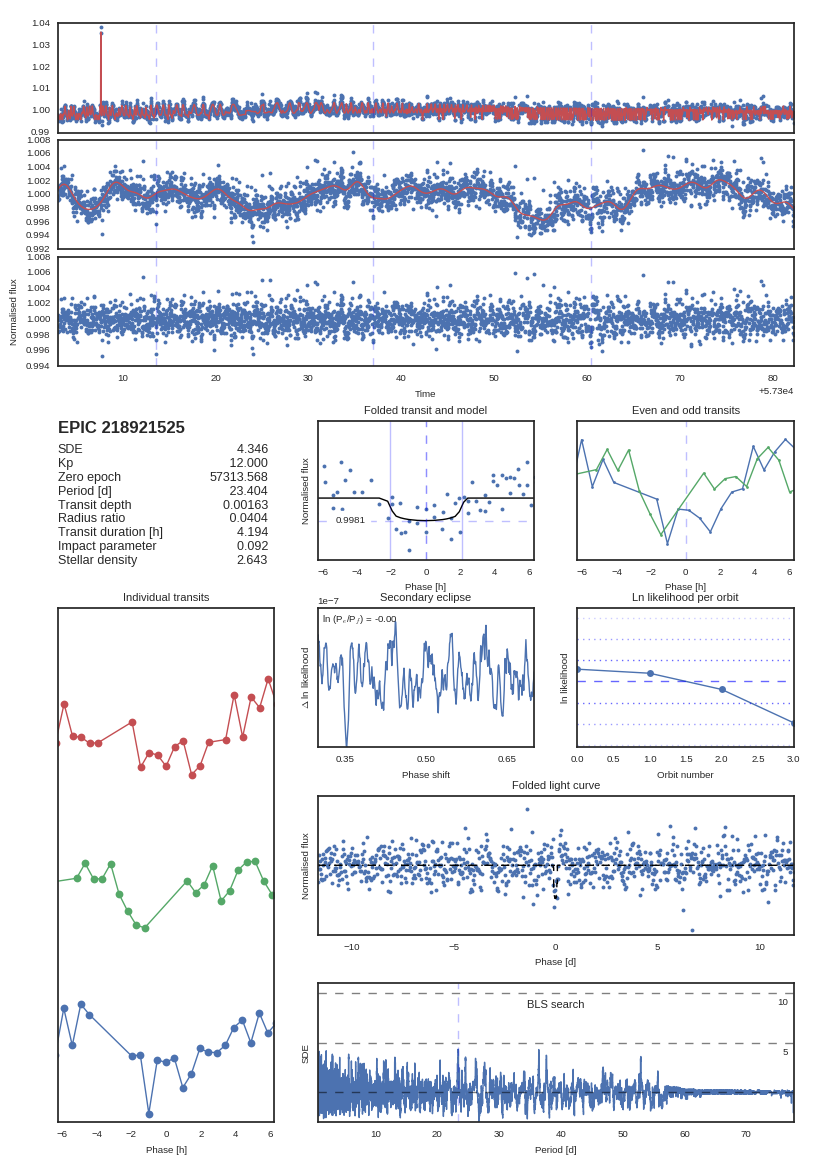 1.04
1.03
1.02
1.01
1.00
0.99
1.008
1.006
1.004
1.002
1.000
0.998
0.996
0.994
0.992
1.008
1.006
1.004
1.002
1.000
0.998
0.996
0.994
Normalised flux
10 20 30 40 50 60 70 80
Time
+5.73e4
EPIC 218921525
SDE 4.346
Kp 12.000
Zero epoch 57313.568
Period [d] 23.404
Transit depth 0.00163
Radius ratio 0.0404
Transit duration [h] 4.194
Impact parameter 0.092
Stellar density 2.643
Folded transit and model
Normalised flux
0.9981
−6 −4 −2 0 2 4 6
Phase [h]
Even and odd transits
−6 −4 −2 0 2 4 6
Phase [h]
Individual transits
−6 −4 −2 0 2 4 6
Phase [h]
Secondary eclipse
1e−7
ln (Pₑ/P𝑓) = -0.00
Δ ln likelihood
0.35 0.50 0.65
Phase shift
Ln likelihood per orbit
ln likelihood
0.0 0.5 1.0 1.5 2.0 2.5 3.0
Orbit number
Folded light curve
Normalised flux
−10 −5 0 5 10
Phase [d]
BLS search
10
5
SDE
10 20 30 40 50 60 70
Period [d]